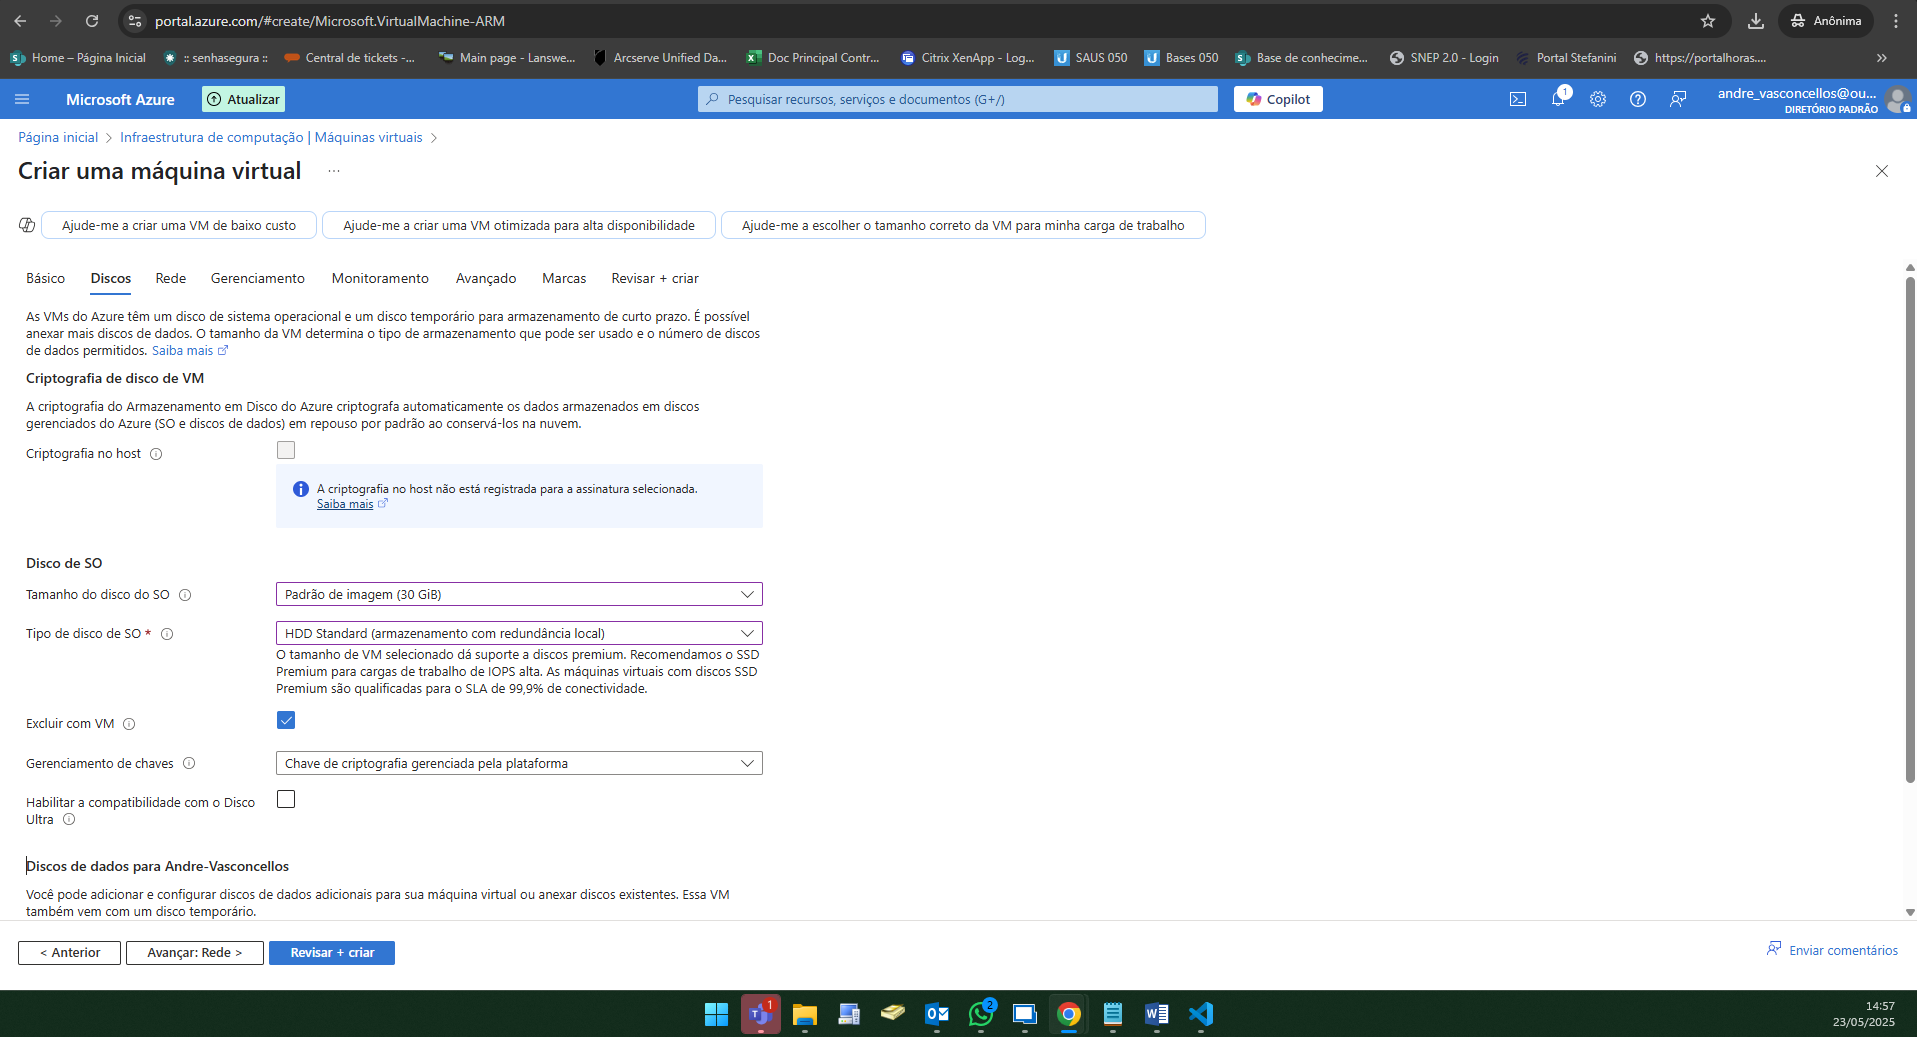 portal.azure.com/#create/Microsoft.VirtualMachine-ARM
Anônima
Home – Página Inicial
:: senhasegura ::
Central de tickets -...
Main page - Lanswe...
Arcserve Unified Da...
Doc Principal Contr...
Citrix XenApp - Log...
SAUS 050
Bases 050
Base de conhecime...
SNEP 2.0 - Login
Portal Stefanini
https://portalhoras....
Microsoft Azure
Atualizar
Pesquisar recursos, serviços e documentos (G+/)
Copilot
1
andre_vasconcellos@ou...
DIRETÓRIO PADRÃO
Página inicial > Infraestrutura de computação | Máquinas virtuais >
Criar uma máquina virtual ...
Ajude-me a criar uma VM de baixo custo
Ajude-me a criar uma VM otimizada para alta disponibilidade
Ajude-me a escolher o tamanho correto da VM para minha carga de trabalho
Básico
Discos
Rede
Gerenciamento
Monitoramento
Avançado
Marcas
Revisar + criar
As VMs do Azure têm um disco de sistema operacional e um disco temporário para armazenamento de curto prazo. É possível
anexar mais discos de dados. O tamanho da VM determina o tipo de armazenamento que pode ser usado e o número de discos
de dados permitidos. Saiba mais
Criptografia de disco de VM
A criptografia do Armazenamento em Disco do Azure criptografa automaticamente os dados armazenados em discos
gerenciados do Azure (SO e discos de dados) em repouso por padrão ao conservá-los na nuvem.
Criptografia no host
A criptografia no host não está registrada para a assinatura selecionada.
Saiba mais
Disco de SO
Tamanho do disco do SO
Padrão de imagem (30 GiB)
Tipo de disco de SO *
HDD Standard (armazenamento com redundância local)
O tamanho de VM selecionado dá suporte a discos premium. Recomendamos o SSD
Premium para cargas de trabalho de IOPS alta. As máquinas virtuais com discos SSD
Premium são qualificadas para o SLA de 99,9% de conectividade.
Excluir com VM
Gerenciamento de chaves
Chave de criptografia gerenciada pela plataforma
Habilitar a compatibilidade com o Disco
Ultra
Discos de dados para Andre-Vasconcellos
Você pode adicionar e configurar discos de dados adicionais para sua máquina virtual ou anexar discos existentes. Essa VM
também vem com um disco temporário.
< Anterior
Avançar: Rede >
Revisar + criar
Enviar comentários
1
2
14:57
23/05/2025